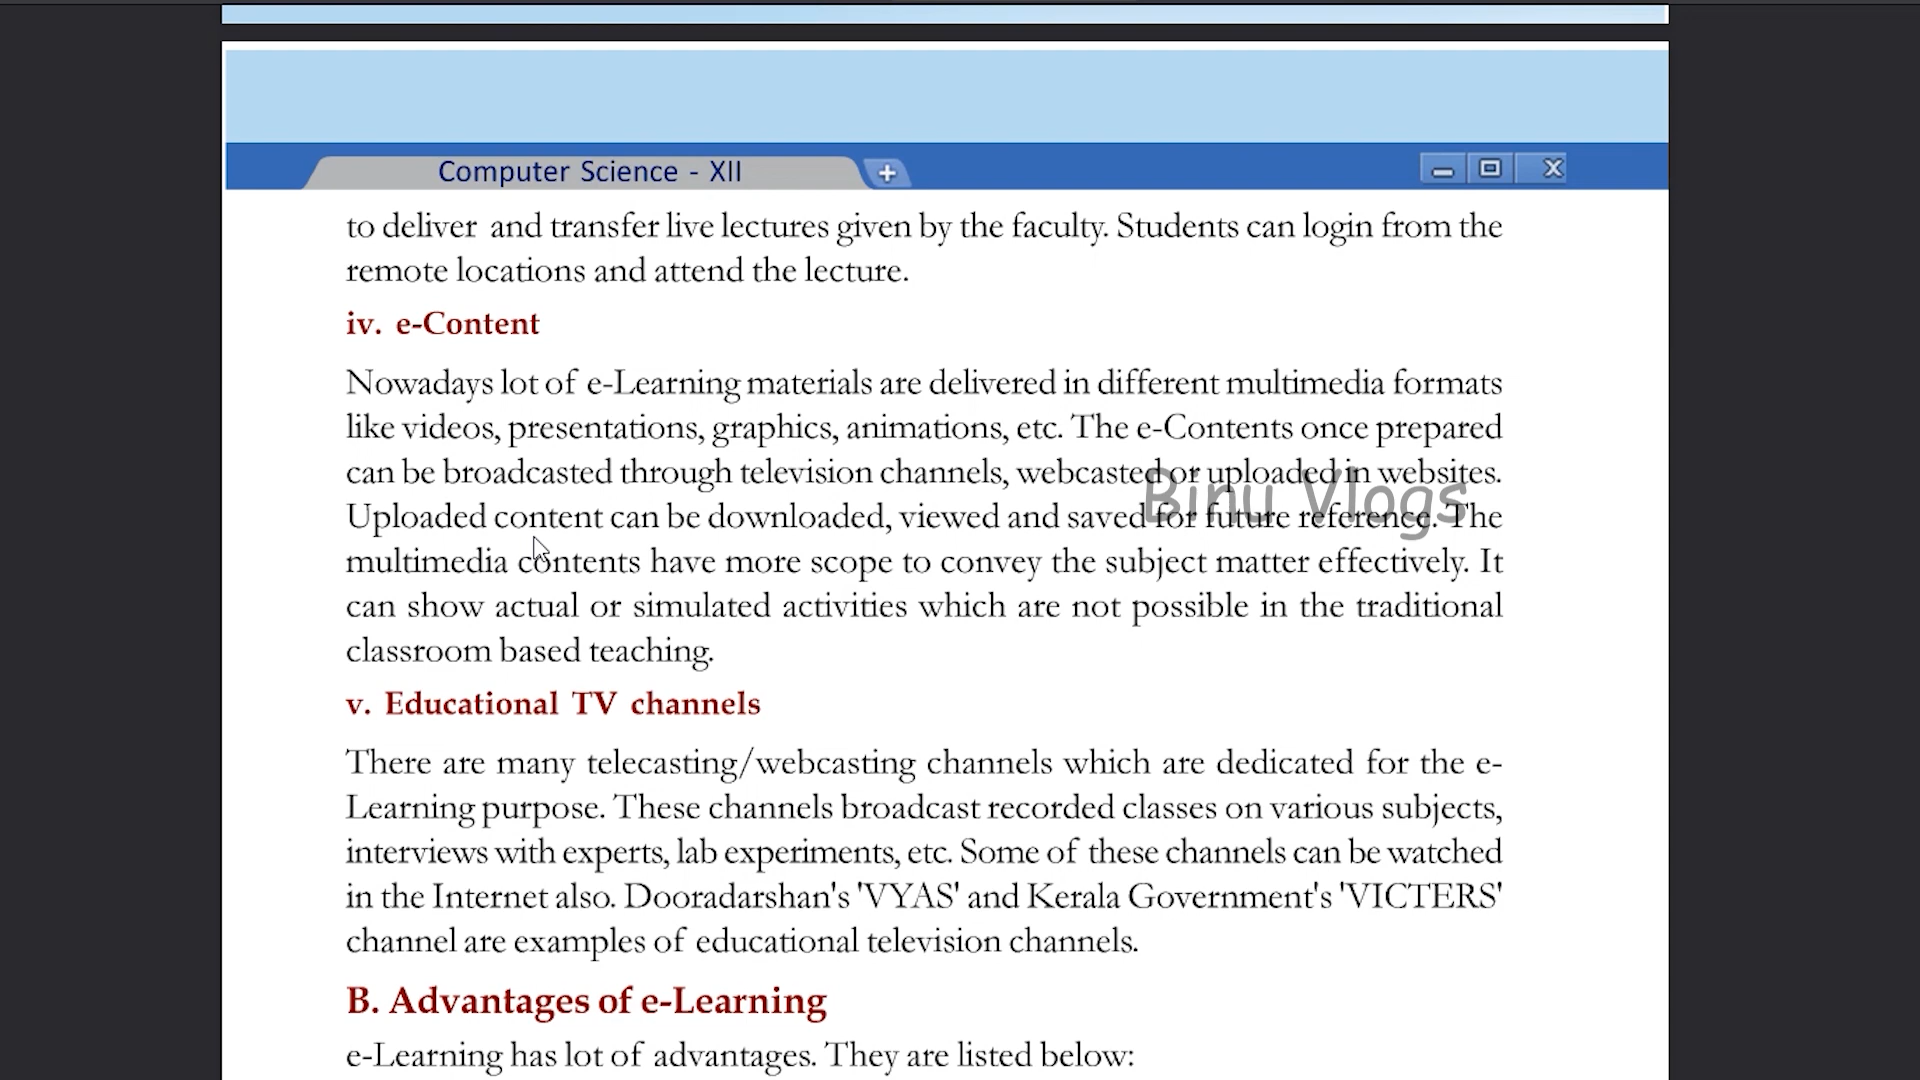 Computer Science - XII
to deliver and transfer live lectures given by the faculty. Students can login from the
remote locations and attend the lecture.
iv. e-Content
Nowadays lot of e-Learning materials are delivered in different multimedia formats
like videos, presentations, graphics, animations, etc. The e-Contents once prepared
can be broadcasted through television channels, webcasted or uploaded in websites.
Binu Vlogs
Uploaded content can be downloaded, viewed and saved for future reference. The
multimedia contents have more scope to convey the subject matter effectively. It
can show actual or simulated activities which are not possible in the traditional
classroom based teaching.
v. Educational TV channels
There are many telecasting/webcasting channels which are dedicated for the e-
Learning purpose. These channels broadcast recorded classes on various subjects,
interviews with experts, lab experiments, etc. Some of these channels can be watched
in the Internet also. Dooradarshan's 'VYAS' and Kerala Government's 'VICTERS'
channel are examples of educational television channels.
B. Advantages of e-Learning
e-Learning has lot of advantages. They are listed below: